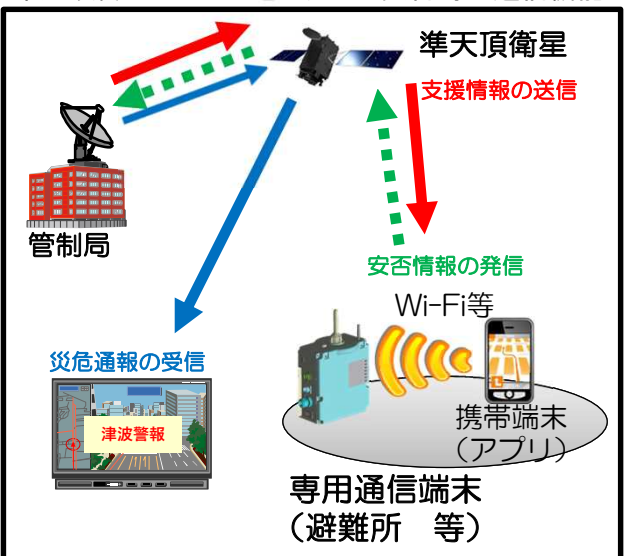 準天頂衛星
支援情報の送信
管制局
安否情報の発信
Wi-Fi等
災危通報の受信
津波警報
携帯端末
（アプリ）
専用通信端末
（避難所　等）